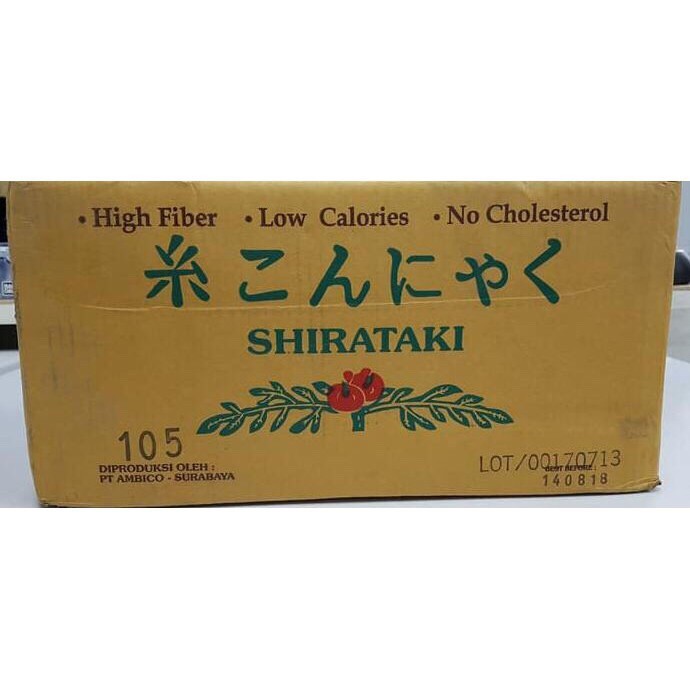 • High Fiber • Low Calories • No Cholesterol
糸こんにゃく
SHIRATAKI
105
DIPRODUKSI OLEH :
PT AMBICO - SURABAYA
LOT/00170713
BEST BEFORE :
140818